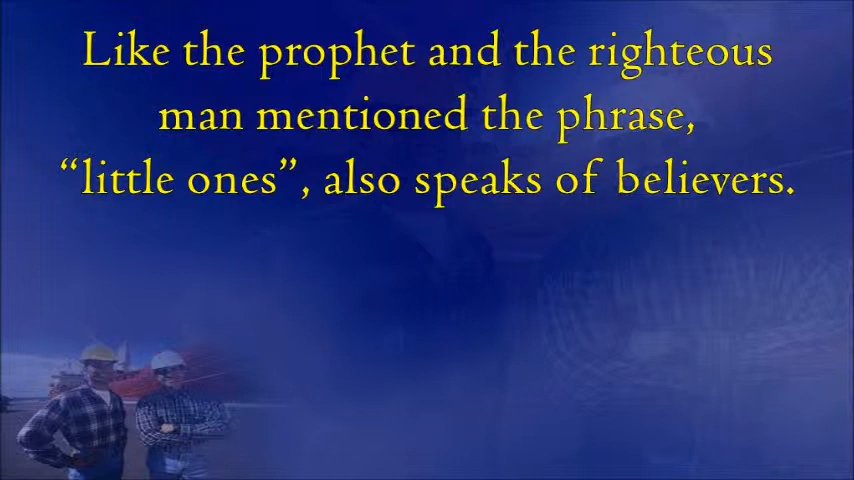 Like the prophet and the righteous
man mentioned the phrase,
“little ones”, also speaks of believers.